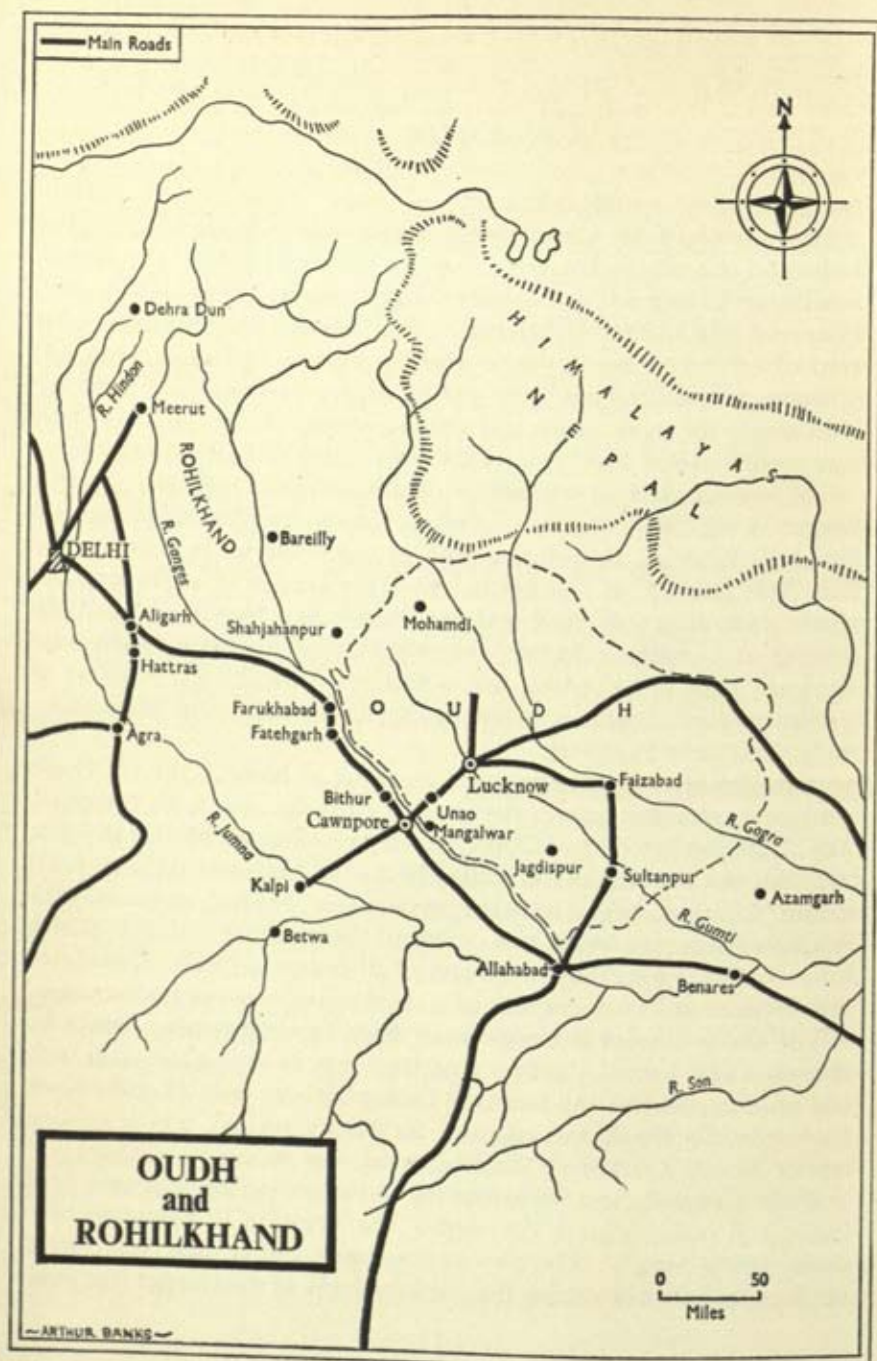 Main Roads
N
HIMALAYAS
NEPAL
Dehra Dun
R. Hindon
Meerut
ROHILKHAND
R. Ganges
DELHI
Bareilly
Aligarh
Shahjahanpur
Mohamdi
Hattras
Farukhabad
OUDH
Agra
Fatehgarh
Lucknow
Faizabad
Bithur
Unao
Cawnpore
Mangalwar
R. Gogra
R. Jumna
Jagdispur
Sultanpur
Kalpi
Azamgarh
R. Gumti
Betwa
Allahabad
Benares
R. Son
OUDH
and
ROHILKHAND
0 50
Miles
ARTHUR BANKS